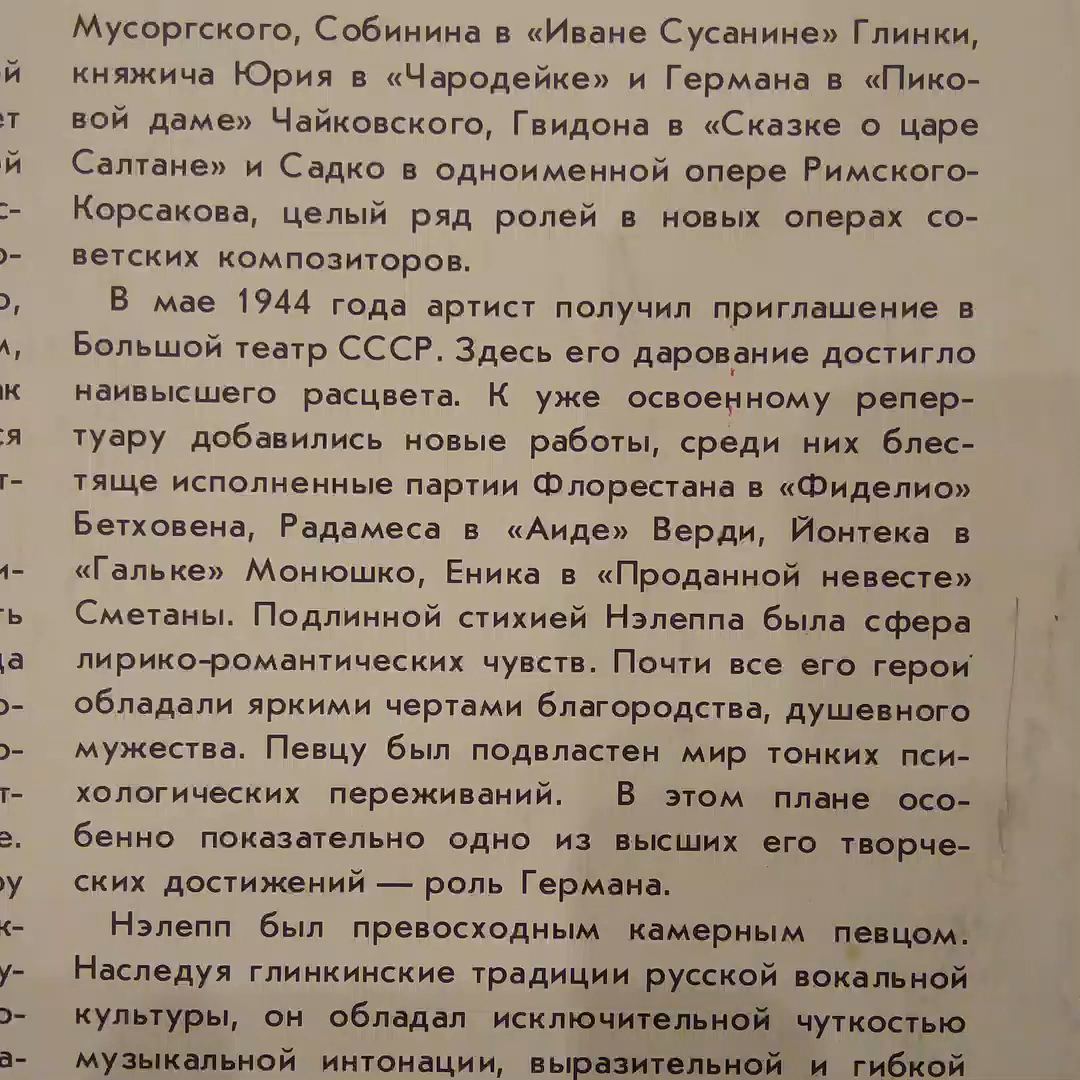 Мусоргского, Собинина в «Иване Сусанине» Глинки,
княжича Юрия в «Чародейке» и Германа в «Пико-
вой даме» Чайковского, Гвидона в «Сказке о царе
Салтане» и Садко в одноименной опере Римского-
Корсакова, целый ряд ролей в новых операх со-
ветских композиторов.
В мае 1944 года артист получил приглашение в
Большой театр СССР. Здесь его дарование достигло
наивысшего расцвета. К уже освоенному репер-
туару добавились новые работы, среди них блес-
тяще исполненные партии Флорестана в «Фиделио»
Бетховена, Радамеса в «Аиде» Верди, Йонтека в
«Гальке» Монюшко, Еника в «Проданной невесте»
Сметаны. Подлинной стихией Нэлеппа была сфера
лирико-романтических чувств. Почти все его герои
обладали яркими чертами благородства, душевного
мужества. Певцу был подвластен мир тонких пси-
хологических переживаний. В этом плане осо-
бенно показательно одно из высших его творче-
ских достижений — роль Германа.
Нэлепп был превосходным камерным певцом.
Наследуя глинкинские традиции русской вокальной
культуры, он обладал исключительной чуткостью
музыкальной интонации, выразительной и гибкой